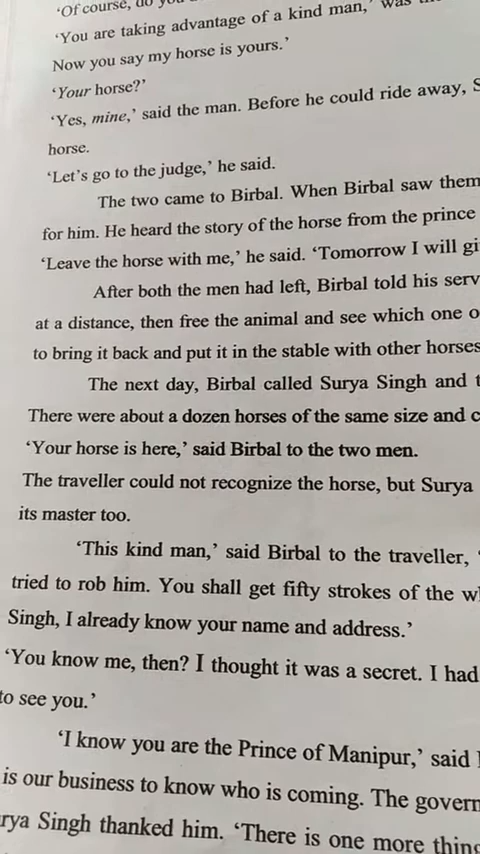 'Of course, do
'You are taking advantage of a kind man,' was
Now you say my horse is yours.'
'Your horse?'
'Yes, mine,' said the man. Before he could ride away, S
horse.
'Let's go to the judge,' he said.
The two came to Birbal. When Birbal saw them
for him. He heard the story of the horse from the prince
'Leave the horse with me,' he said. 'Tomorrow I will gi
After both the men had left, Birbal told his serv
at a distance, then free the animal and see which one o
to bring it back and put it in the stable with other horses
The next day, Birbal called Surya Singh and t
There were about a dozen horses of the same size and c
'Your horse is here,' said Birbal to the two men.
The traveller could not recognize the horse, but Surya
its master too.
'This kind man,' said Birbal to the traveller, '
tried to rob him. You shall get fifty strokes of the w
Singh, I already know your name and address.'
'You know me, then? I thought it was a secret. I had
to see you.'
'I know you are the Prince of Manipur,' said
is our business to know who is coming. The govern
rya Singh thanked him. 'There is one more thing